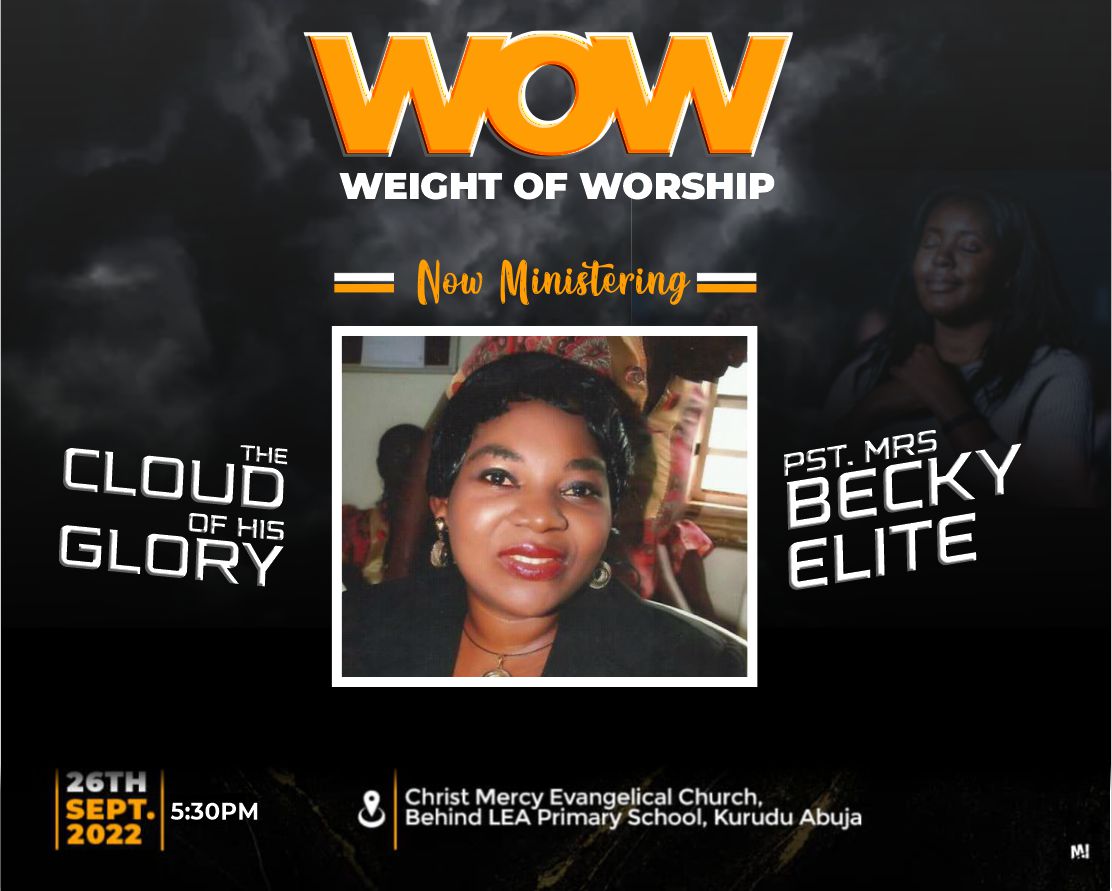 WOW
WEIGHT OF WORSHIP
Now Ministering
THE
CLOUD
OF HIS
GLORY
PST. MRS
BECKY
ELITE
26TH
SEPT.
2022
5:30PM
Christ Mercy Evangelical Church,
Behind LEA Primary School, Kurudu Abuja